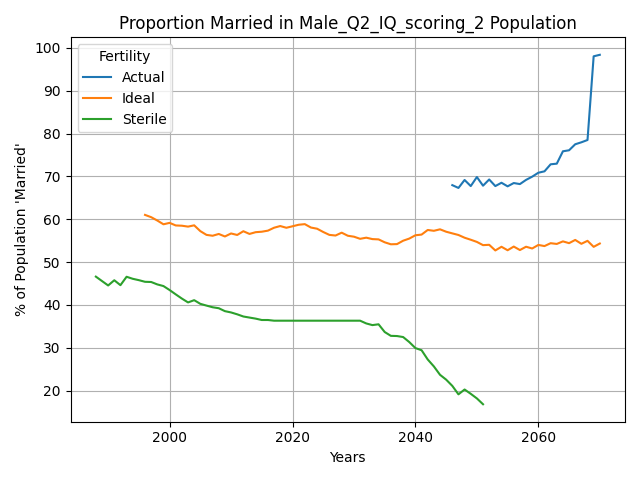 Proportion Married in Male_Q2_IQ_scoring_2 Population
% of Population 'Married'
100
90
80
70
60
50
40
30
20
Fertility
Actual
Ideal
Sterile
2000
2020
2040
2060
Years